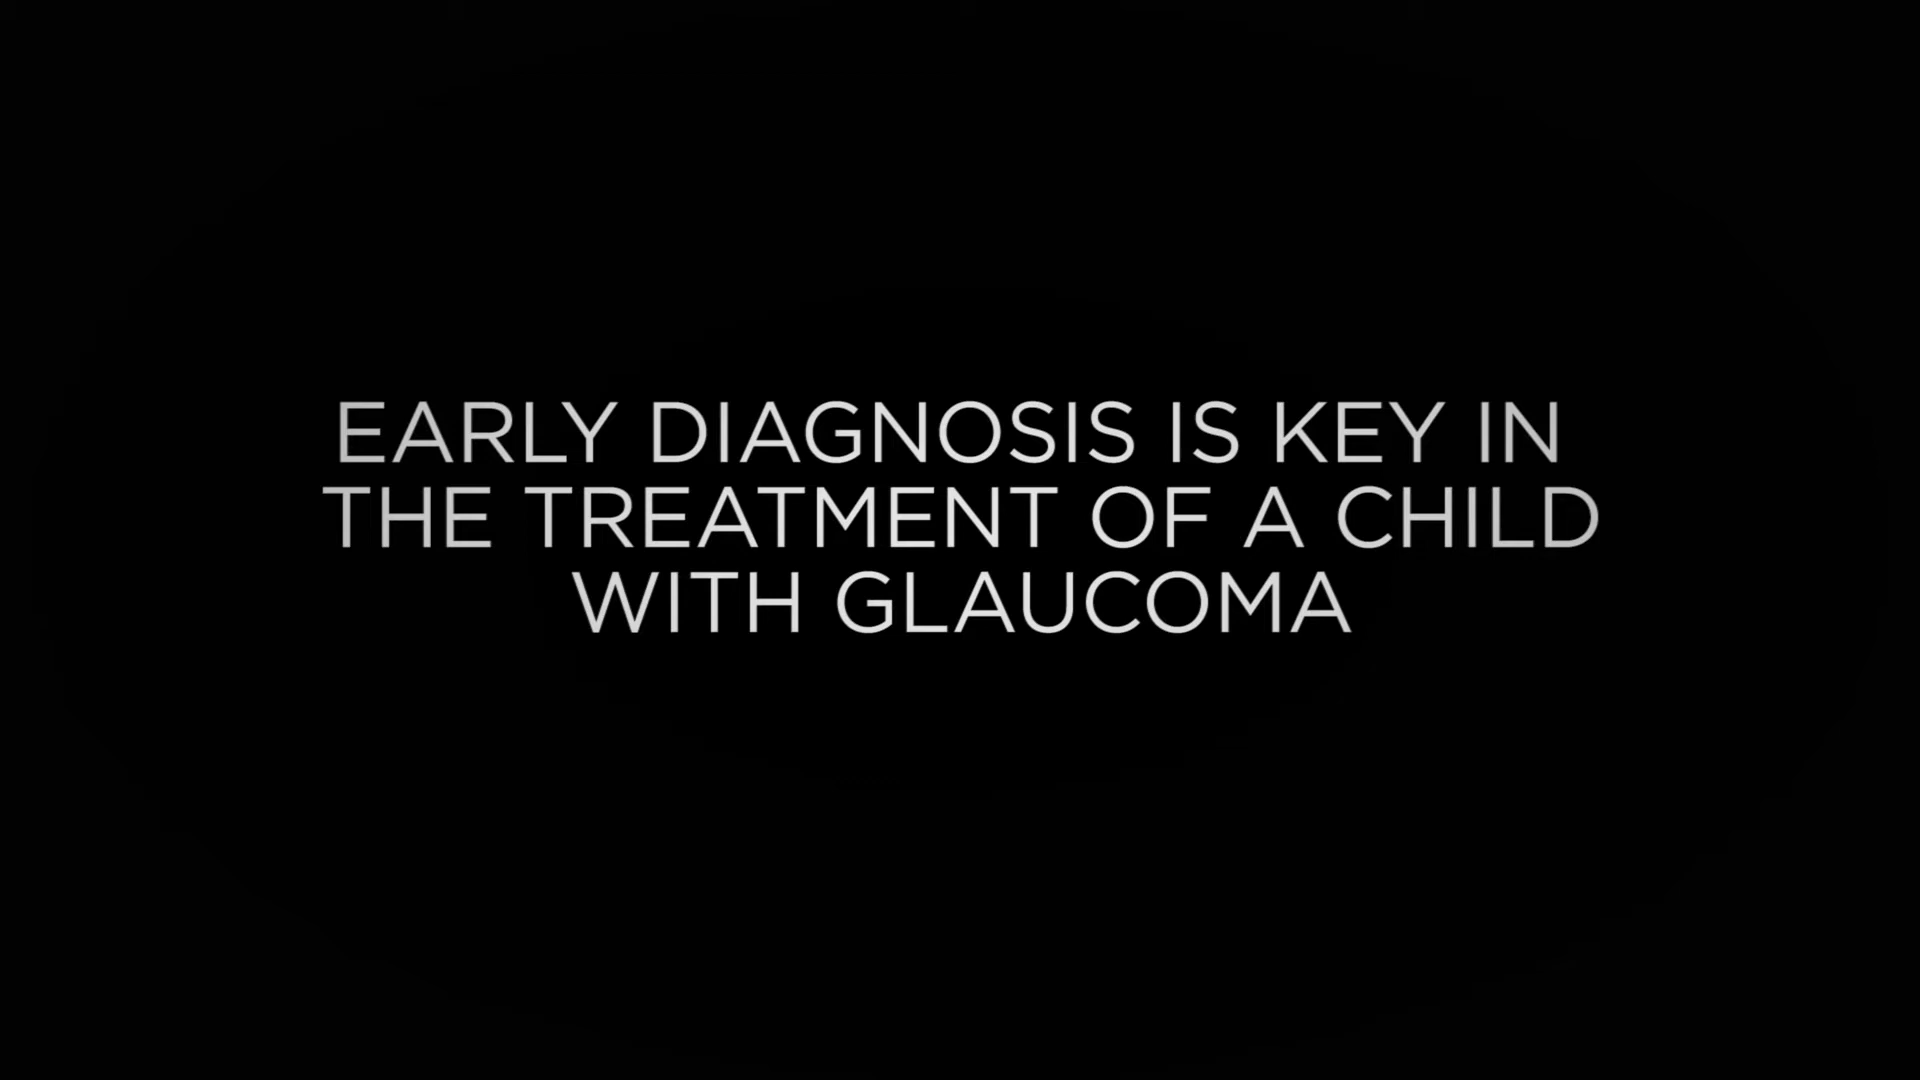 EARLY DIAGNOSIS IS KEY IN
THE TREATMENT OF A CHILD
WITH GLAUCOMA